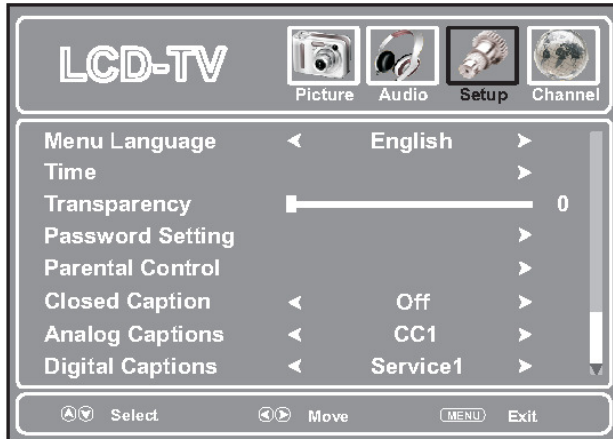 LCD-TV
Picture Audio Setup Channel
Menu Language English
Time
Transparency 0
Password Setting
Parental Control
Closed Caption Off
Analog Captions CC1
Digital Captions Service1
Select Move MENU Exit